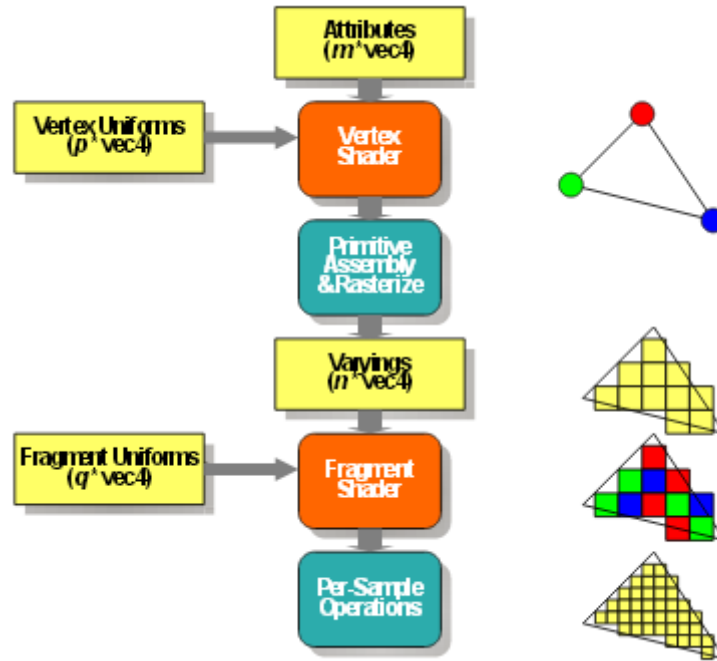 Attributes
(m*vec4)
Vertex Uniforms
(p*vec4)
Vertex
Shader
Primitive
Assembly
&Rasterize
Varyings
(n*vec4)
Fragment Uniforms
(q*vec4)
Fragment
Shader
Per-Sample
Operations